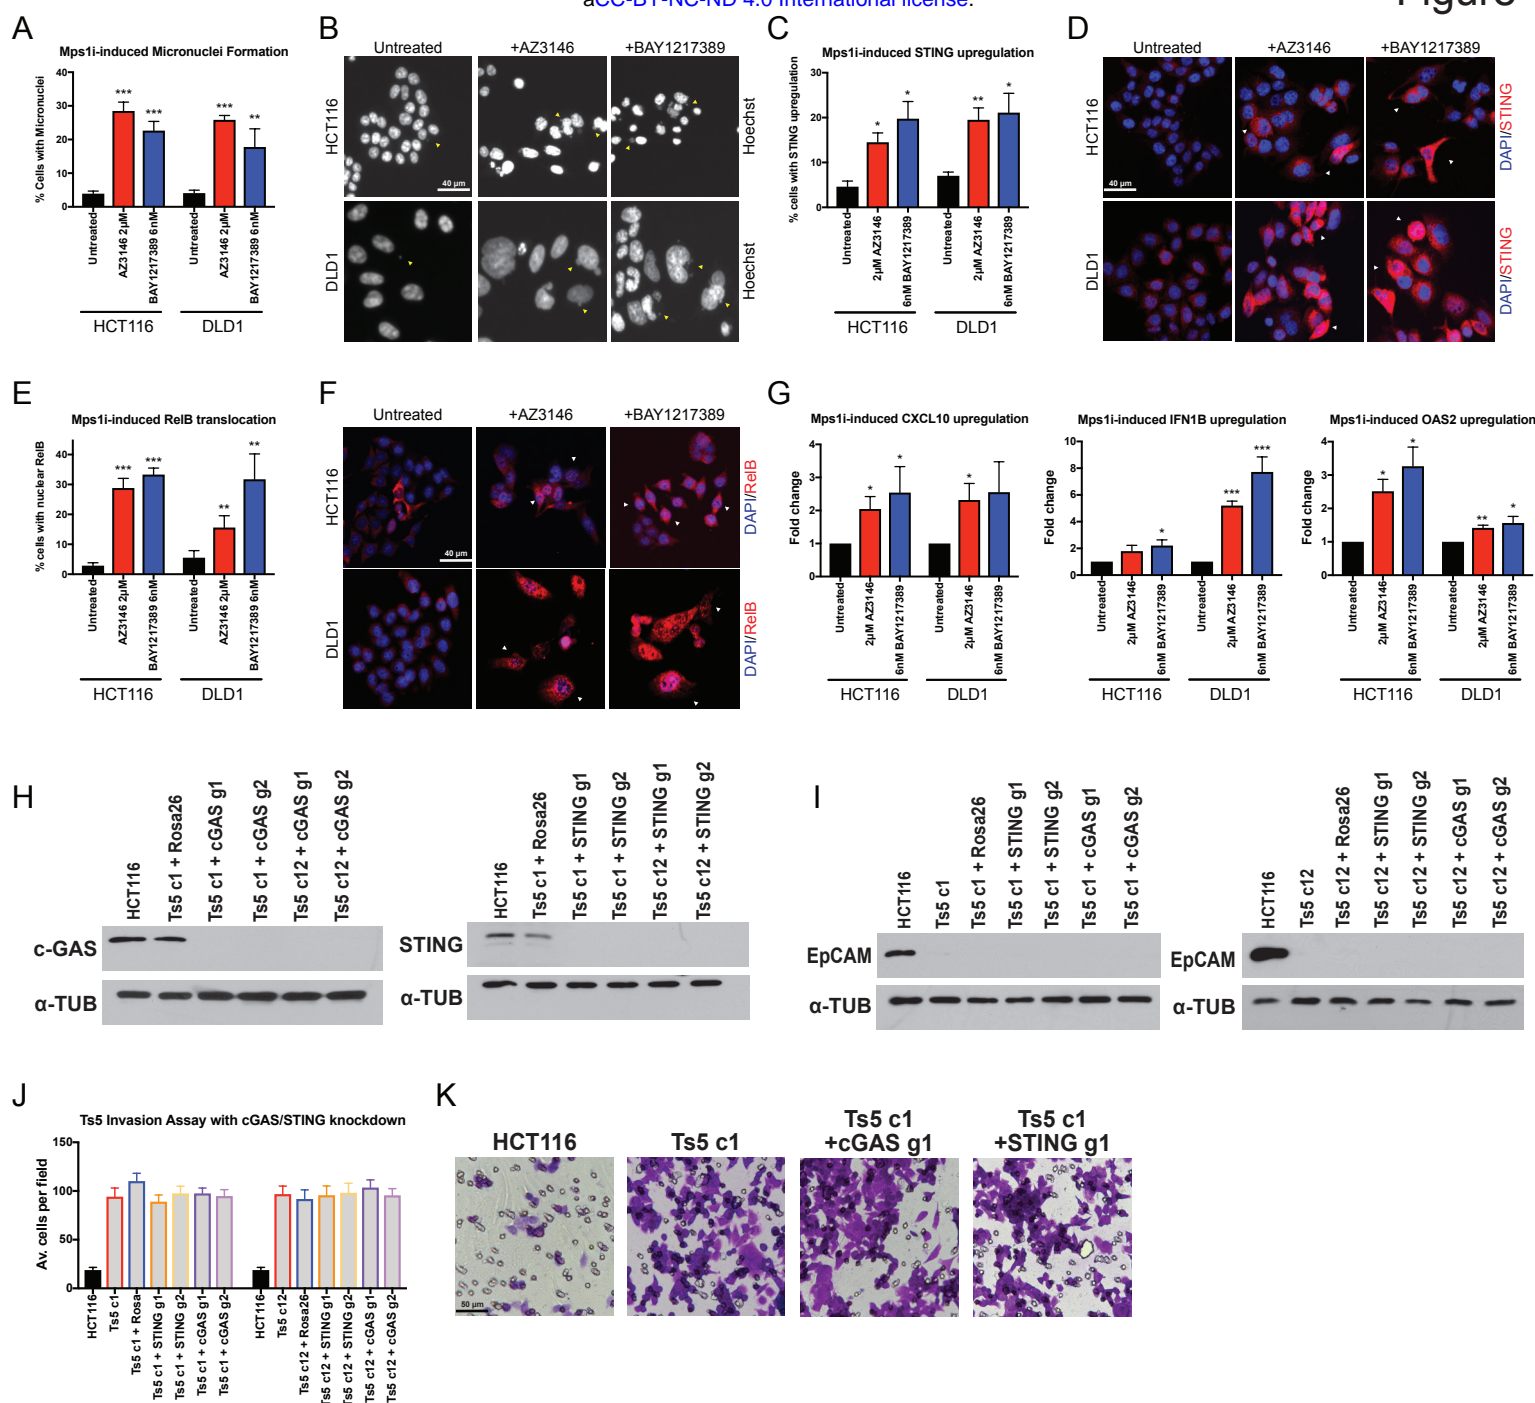 aCC-BY-NC-ND 4.0 International license.
Figure
A
Mps1i-induced Micronuclei Formation
% Cells with Micronuclei
40
30
20
10
0
Untreated
AZ3146 2μM
BAY1217389 6nM
Untreated
AZ3146 2μM
BAY1217389 6nM
HCT116
DLD1
B
Untreated
+AZ3146
+BAY1217389
HCT116
Hoechst
40 μm
DLD1
Hoechst
C
Mps1i-induced STING upregulation
% cells with STING upregulation
30
20
10
0
*
*
**
*
Untreated
2μM AZ3146
6nM BAY1217389
Untreated
2μM AZ3146
6nM BAY1217389
HCT116
DLD1
D
Untreated
+AZ3146
+BAY1217389
HCT116
DAPI/STING
40 μm
DLD1
DAPI/STING
E
Mps1i-induced RelB translocation
% cells with nuclear RelB
40
30
20
10
0
***
***
**
**
Untreated
AZ3146 2μM
BAY1217389 6nM
Untreated
AZ3146 2μM
BAY1217389 6nM
HCT116
DLD1
F
Untreated
+AZ3146
+BAY1217389
HCT116
DAPI/RelB
40 μm
DLD1
DAPI/RelB
G
Mps1i-induced CXCL10 upregulation
Fold change
4
3
2
1
0
*
*
*
Untreated
2μM AZ3146
6nM BAY1217389
Untreated
2μM AZ3146
6nM BAY1217389
HCT116
DLD1
Mps1i-induced IFN1B upregulation
Fold change
10
8
6
4
2
0
*
***
***
Untreated
2μM AZ3146
6nM BAY1217389
Untreated
2μM AZ3146
6nM BAY1217389
HCT116
DLD1
Mps1i-induced OAS2 upregulation
Fold change
4
3
2
1
0
*
*
**
*
Untreated
2μM AZ3146
6nM BAY1217389
Untreated
2μM AZ3146
6nM BAY1217389
HCT116
DLD1
H
HCT116
Ts5 c1 + Rosa26
Ts5 c1 + cGAS g1
Ts5 c1 + cGAS g2
Ts5 c12 + cGAS g1
Ts5 c12 + cGAS g2
c-GAS
α-TUB
HCT116
Ts5 c1 + Rosa26
Ts5 c1 + STING g1
Ts5 c1 + STING g2
Ts5 c12 + STING g1
Ts5 c12 + STING g2
STING
α-TUB
I
HCT116
Ts5 c1
Ts5 c1 + Rosa26
Ts5 c1 + STING g1
Ts5 c1 + STING g2
Ts5 c1 + cGAS g1
Ts5 c1 + cGAS g2
EpCAM
α-TUB
HCT116
Ts5 c12
Ts5 c12 + Rosa26
Ts5 c12 + STING g1
Ts5 c12 + STING g2
Ts5 c12 + cGAS g1
Ts5 c12 + cGAS g2
EpCAM
α-TUB
J
Ts5 Invasion Assay with cGAS/STING knockdown
Av. cells per field
150
100
50
0
HCT116
Ts5 c1
Ts5 c1 + Rosa
Ts5 c1 + STING g1
Ts5 c1 + STING g2
Ts5 c1 + cGAS g1
Ts5 c1 + cGAS g2
HCT116
Ts5 c12
Ts5 c12 + Rosa26
Ts5 c12 + STING g1
Ts5 c12 + STING g2
Ts5 c12 + cGAS g1
Ts5 c12 + cGAS g2
K
HCT116
Ts5 c1
Ts5 c1
+cGAS g1
Ts5 c1
+STING g1
50 μm